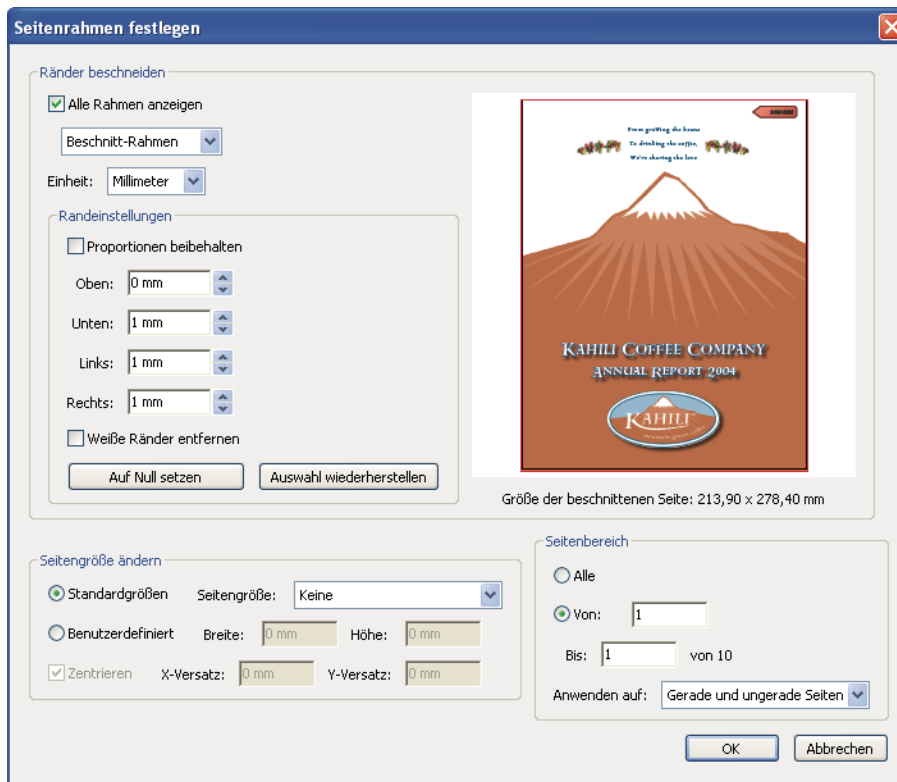 Seitenrahmen festlegen
Ränder beschneiden
Alle Rahmen anzeigen
Beschnitt-Rahmen
Einheit: Millimeter
Randeinstellungen
Proportionen beibehalten
Oben: 0 mm
Unten: 1 mm
Links: 1 mm
Rechts: 1 mm
Weiße Ränder entfernen
Auf Null setzen Auswahl wiederherstellen
From growing the beans
To drinking the coffee,
We're sharing the love
KAHILI COFFEE COMPANY
ANNUAL REPORT 2004
KAHILI
Größe der beschnittenen Seite: 213,90 x 278,40 mm
Seitengröße ändern
Standardgrößen Seitengröße: Keine
Benutzerdefiniert Breite: 0 mm Höhe: 0 mm
Zentrieren X-Versatz: 0 mm Y-Versatz: 0 mm
Seitenbereich
Alle
Von: 1
Bis: 1 von 10
Anwenden auf: Gerade und ungerade Seiten
OK Abbrechen